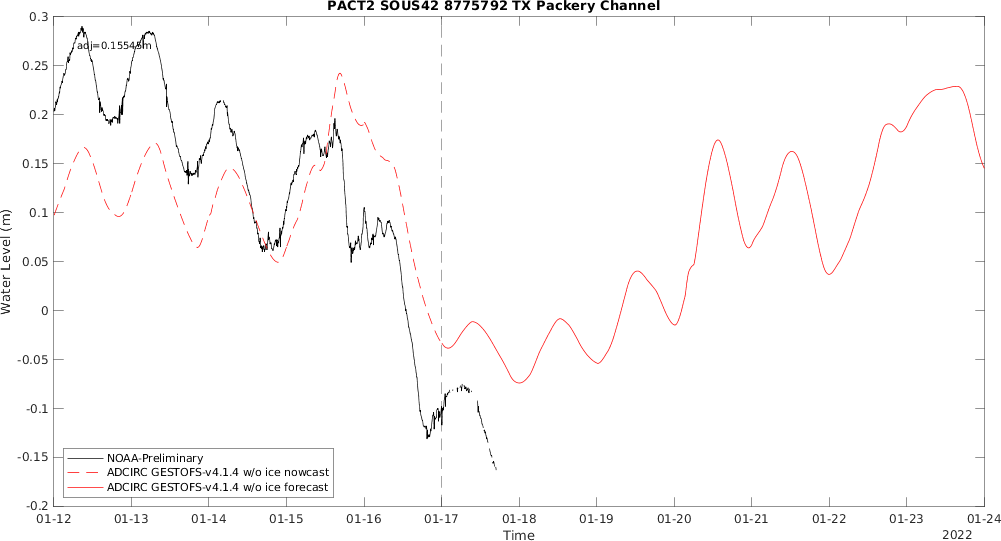 PACT2 SOUS42 8775792 TX Packery Channel
adj=0.15545m
0.3
0.25
0.2
0.15
0.1
0.05
0
-0.05
-0.1
-0.15
-0.2
Water Level (m)
NOAA-Preliminary
ADCIRC GESTOFS-v4.1.4 w/o ice nowcast
ADCIRC GESTOFS-v4.1.4 w/o ice forecast
01-12 01-13 01-14 01-15 01-16 01-17 01-18 01-19 01-20 01-21 01-22 01-23 01-24
Time
2022